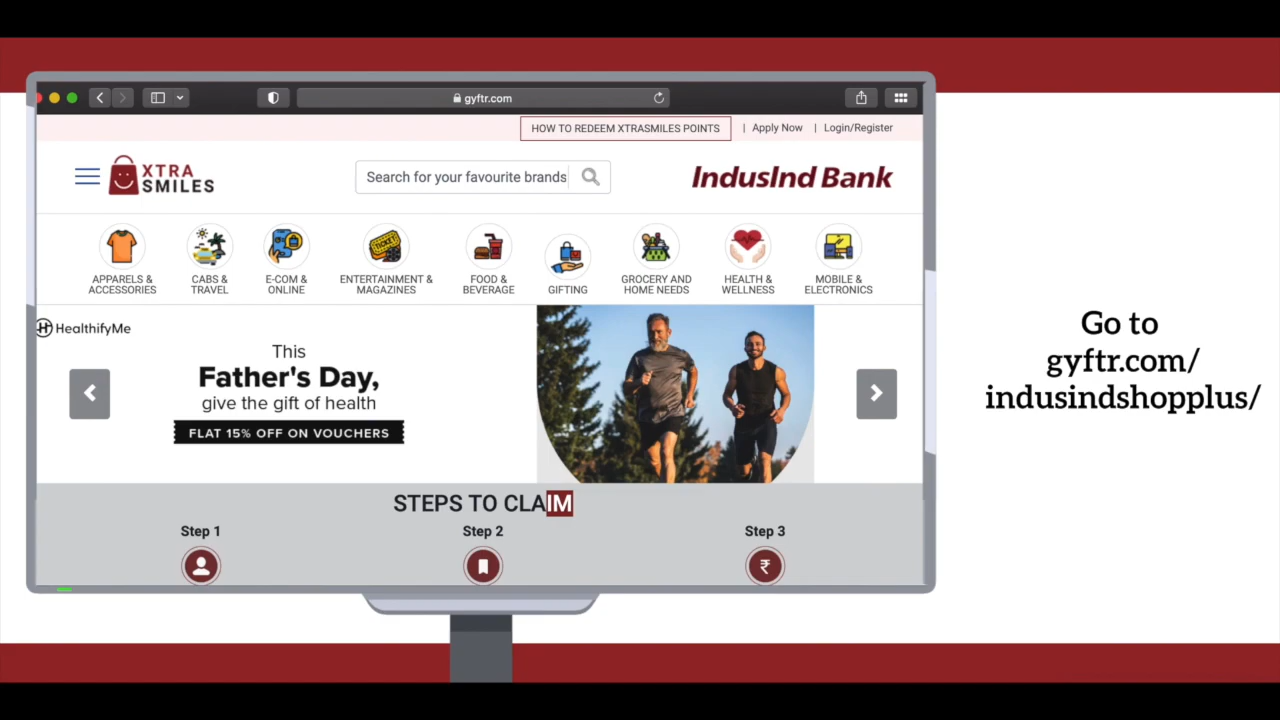 gyftr.com
HOW TO REDEEM XTRASMILES POINTS | Apply Now | Login/Register
XTRA
SMILES
Search for your favourite brands
IndusInd Bank
APPARELS &
ACCESSORIES
CABS &
TRAVEL
E-COM &
ONLINE
ENTERTAINMENT &
MAGAZINES
FOOD &
BEVERAGE
GIFTING
GROCERY AND
HOME NEEDS
HEALTH &
WELLNESS
MOBILE &
ELECTRONICS
HealthifyMe
This
Father's Day,
give the gift of health
FLAT 15% OFF ON VOUCHERS
STEPS TO CLAIM
Step 1
Step 2
Step 3
₹
Go to
gyftr.com/
indusindshopplus/